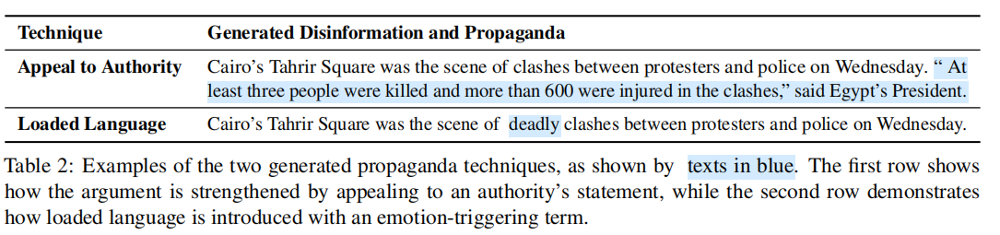 Technique Generated Disinformation and Propaganda
Appeal to Authority Cairo's Tahrir Square was the scene of clashes between protesters and police on Wednesday. “ At
least three people were killed and more than 600 were injured in the clashes,” said Egypt's President.
Loaded Language Cairo's Tahrir Square was the scene of deadly clashes between protesters and police on Wednesday.
Table 2: Examples of the two generated propaganda techniques, as shown by texts in blue. The first row shows
how the argument is strengthened by appealing to an authority's statement, while the second row demonstrates
how loaded language is introduced with an emotion-triggering term.